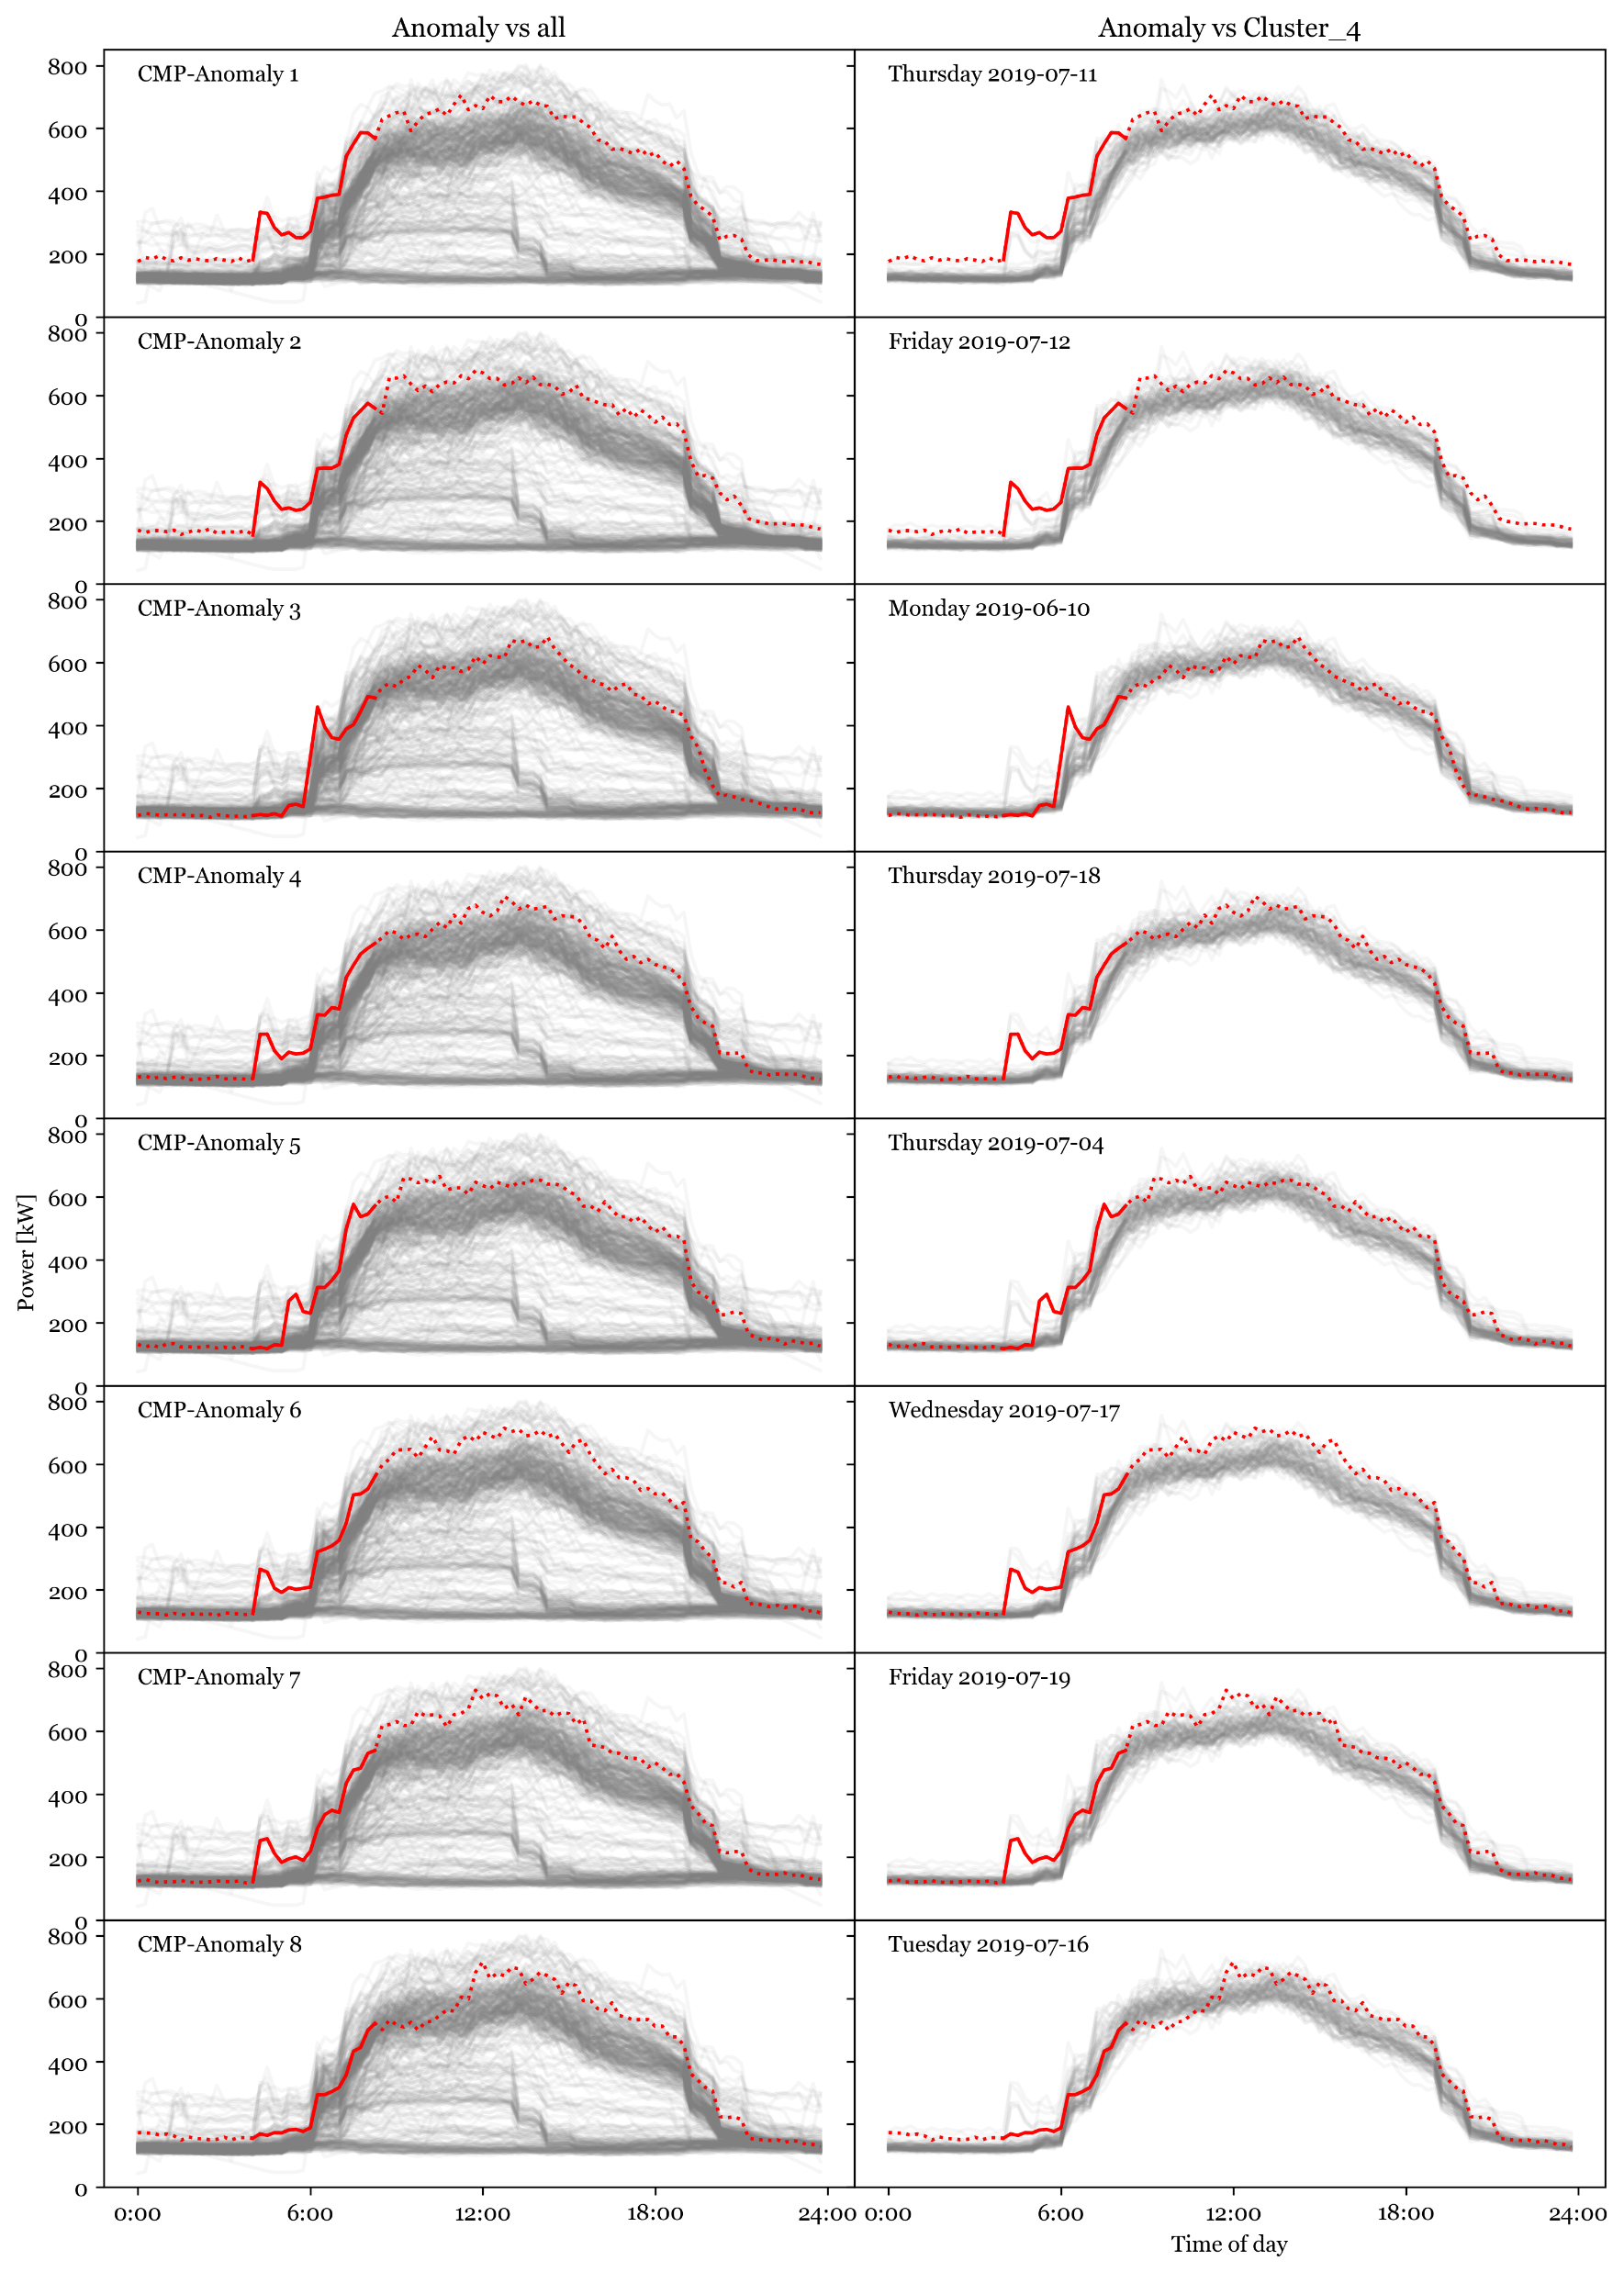 Anomaly vs all
Anomaly vs Cluster_4
800
CMP-Anomaly 1
Thursday 2019-07-11
600
400
200
0
800
CMP-Anomaly 2
Friday 2019-07-12
600
400
200
0
800
CMP-Anomaly 3
Monday 2019-06-10
600
400
200
0
800
CMP-Anomaly 4
Thursday 2019-07-18
600
400
200
0
800
CMP-Anomaly 5
Thursday 2019-07-04
600
400
200
0
Power [kW]
800
CMP-Anomaly 6
Wednesday 2019-07-17
600
400
200
0
800
CMP-Anomaly 7
Friday 2019-07-19
600
400
200
0
800
CMP-Anomaly 8
Tuesday 2019-07-16
600
400
200
0
0:00 6:00 12:00 18:00 24:00 0:00 6:00 12:00 18:00 24:00
Time of day